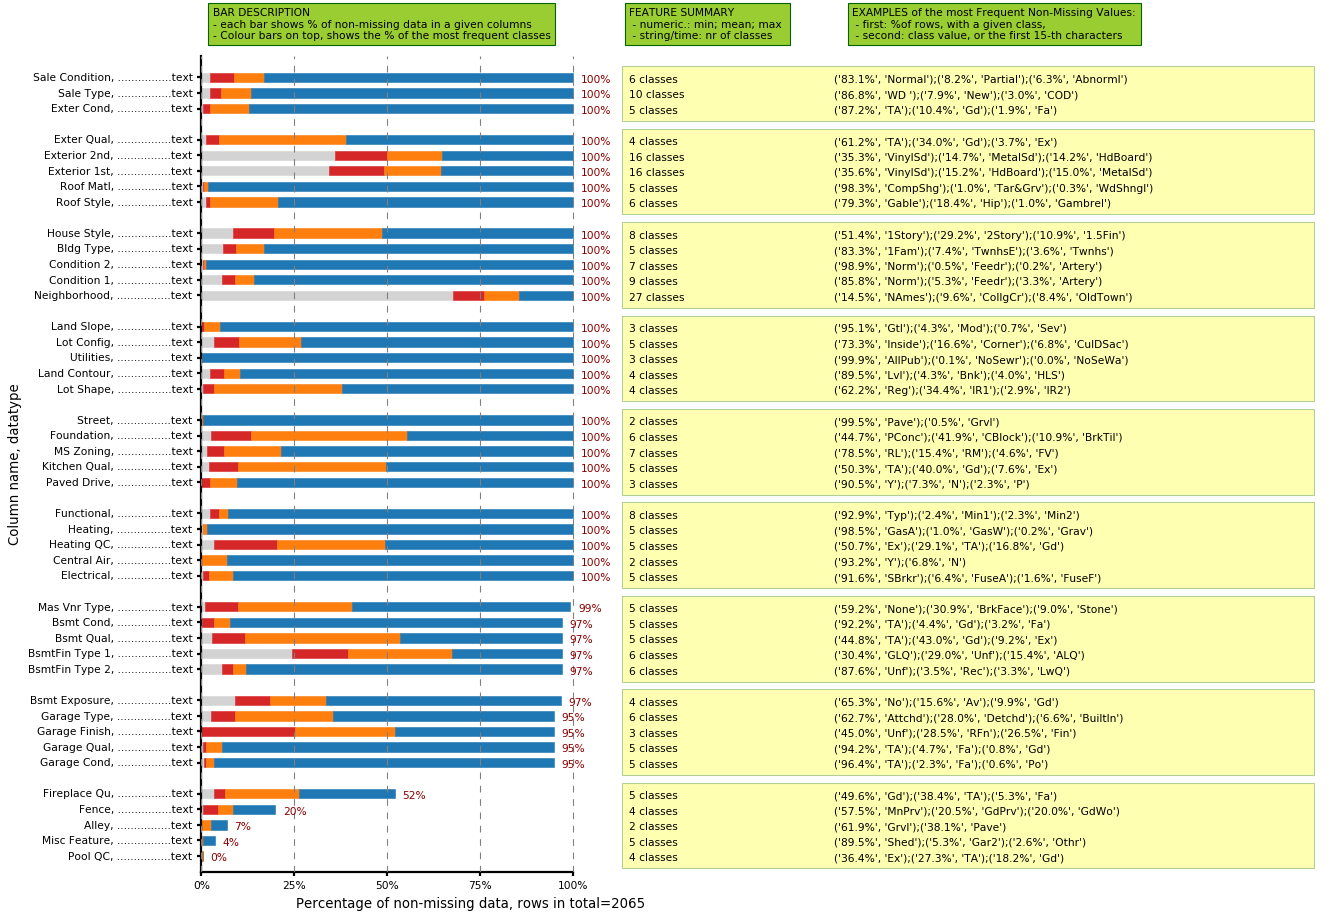 BAR DESCRIPTION
- each bar shows % of non-missing data in a given columns
- Colour bars on top, shows the % of the most frequent classes
FEATURE SUMMARY
- numeric.: min; mean; max
- string/time: nr of classes
EXAMPLES of the most Frequent Non-Missing Values:
- first: %of rows, with a given class,
- second: class value, or the first 15-th characters
Sale Condition, ................text 100% 6 classes ('83.1%', 'Normal');('8.2%', 'Partial');('6.3%', 'Abnorml')
Sale Type, ................text 100% 10 classes ('86.8%', 'WD ');('7.9%', 'New');('3.0%', 'COD')
Exter Cond, ................text 100% 5 classes ('87.2%', 'TA');('10.4%', 'Gd');('1.9%', 'Fa')
Exter Qual, ................text 100% 4 classes ('61.2%', 'TA');('34.0%', 'Gd');('3.7%', 'Ex')
Exterior 2nd, ................text 100% 16 classes ('35.3%', 'VinylSd');('14.7%', 'MetalSd');('14.2%', 'HdBoard')
Exterior 1st, ................text 100% 16 classes ('35.6%', 'VinylSd');('15.2%', 'HdBoard');('15.0%', 'MetalSd')
Roof Matl, ................text 100% 5 classes ('98.3%', 'CompShg');('1.0%', 'Tar&Grv');('0.3%', 'WdShngl')
Roof Style, ................text 100% 6 classes ('79.3%', 'Gable');('18.4%', 'Hip');('1.0%', 'Gambrel')
House Style, ................text 100% 8 classes ('51.4%', '1Story');('29.2%', '2Story');('10.9%', '1.5Fin')
Bldg Type, ................text 100% 5 classes ('83.3%', '1Fam');('7.4%', 'TwnhsE');('3.6%', 'Twnhs')
Condition 2, ................text 100% 7 classes ('98.9%', 'Norm');('0.5%', 'Feedr');('0.2%', 'Artery')
Condition 1, ................text 100% 9 classes ('85.8%', 'Norm');('5.3%', 'Feedr');('3.3%', 'Artery')
Neighborhood, ................text 100% 27 classes ('14.5%', 'NAmes');('9.6%', 'CollgCr');('8.4%', 'OldTown')
Land Slope, ................text 100% 3 classes ('95.1%', 'Gtl');('4.3%', 'Mod');('0.7%', 'Sev')
Lot Config, ................text 100% 5 classes ('73.3%', 'Inside');('16.6%', 'Corner');('6.8%', 'CulDSac')
Utilities, ................text 100% 3 classes ('99.9%', 'AllPub');('0.1%', 'NoSewr');('0.0%', 'NoSeWa')
Land Contour, ................text 100% 4 classes ('89.5%', 'Lvl');('4.3%', 'Bnk');('4.0%', 'HLS')
Lot Shape, ................text 100% 4 classes ('62.2%', 'Reg');('34.4%', 'IR1');('2.9%', 'IR2')
Street, ................text 100% 2 classes ('99.5%', 'Pave');('0.5%', 'Grvl')
Foundation, ................text 100% 6 classes ('44.7%', 'PConc');('41.9%', 'CBlock');('10.9%', 'BrkTil')
MS Zoning, ................text 100% 7 classes ('78.5%', 'RL');('15.4%', 'RM');('4.6%', 'FV')
Kitchen Qual, ................text 100% 5 classes ('50.3%', 'TA');('40.0%', 'Gd');('7.6%', 'Ex')
Paved Drive, ................text 100% 3 classes ('90.5%', 'Y');('7.3%', 'N');('2.3%', 'P')
Functional, ................text 100% 8 classes ('92.9%', 'Typ');('2.4%', 'Min1');('2.3%', 'Min2')
Heating, ................text 100% 5 classes ('98.5%', 'GasA');('1.0%', 'GasW');('0.2%', 'Grav')
Heating QC, ................text 100% 5 classes ('50.7%', 'Ex');('29.1%', 'TA');('16.8%', 'Gd')
Central Air, ................text 100% 2 classes ('93.2%', 'Y');('6.8%', 'N')
Electrical, ................text 100% 5 classes ('91.6%', 'SBrkr');('6.4%', 'FuseA');('1.6%', 'FuseF')
Mas Vnr Type, ................text 99% 5 classes ('59.2%', 'None');('30.9%', 'BrkFace');('9.0%', 'Stone')
Bsmt Cond, ................text 97% 5 classes ('92.2%', 'TA');('4.4%', 'Gd');('3.2%', 'Fa')
Bsmt Qual, ................text 97% 5 classes ('44.8%', 'TA');('43.0%', 'Gd');('9.2%', 'Ex')
BsmtFin Type 1, ................text 97% 6 classes ('30.4%', 'GLQ');('29.0%', 'Unf');('15.4%', 'ALQ')
BsmtFin Type 2, ................text 97% 6 classes ('87.6%', 'Unf');('3.5%', 'Rec');('3.3%', 'LwQ')
Bsmt Exposure, ................text 97% 4 classes ('65.3%', 'No');('15.6%', 'Av');('9.9%', 'Gd')
Garage Type, ................text 95% 6 classes ('62.7%', 'Attchd');('28.0%', 'Detchd');('6.6%', 'BuiltIn')
Garage Finish, ................text 95% 3 classes ('45.0%', 'Unf');('28.5%', 'RFn');('26.5%', 'Fin')
Garage Qual, ................text 95% 5 classes ('94.2%', 'TA');('4.7%', 'Fa');('0.8%', 'Gd')
Garage Cond, ................text 95% 5 classes ('96.4%', 'TA');('2.3%', 'Fa');('0.6%', 'Po')
Fireplace Qu, ................text 52% 5 classes ('49.6%', 'Gd');('38.4%', 'TA');('5.3%', 'Fa')
Fence, ................text 20% 4 classes ('57.5%', 'MnPrv');('20.5%', 'GdPrv');('20.0%', 'GdWo')
Alley, ................text 7% 2 classes ('61.9%', 'Grvl');('38.1%', 'Pave')
Misc Feature, ................text 4% 5 classes ('89.5%', 'Shed');('5.3%', 'Gar2');('2.6%', 'Othr')
Pool QC, ................text 0% 4 classes ('36.4%', 'Ex');('27.3%', 'TA');('18.2%', 'Gd')
Column name, datatype
0% 25% 50% 75% 100%
Percentage of non-missing data, rows in total=2065